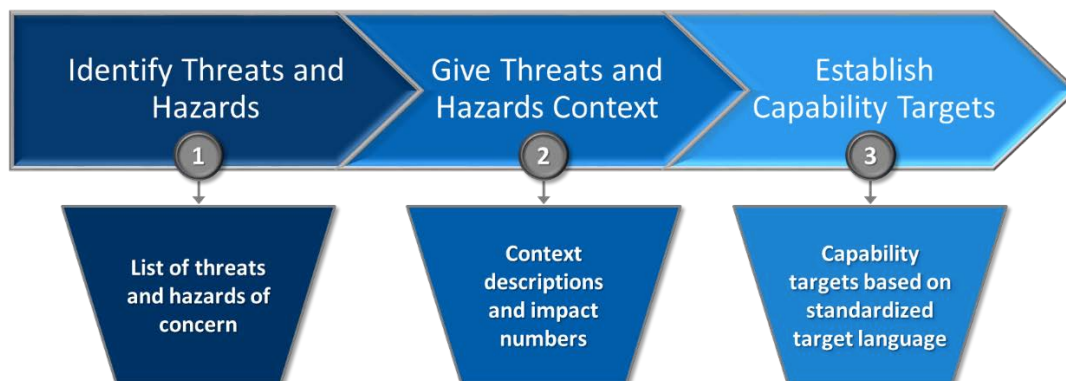 Identify Threats and
Hazards
1
Give Threats and
Hazards Context
2
Establish
Capability Targets
3
List of threats
and hazards of
concern
Context
descriptions
and impact
numbers
Capability
targets based on
standardized
target language